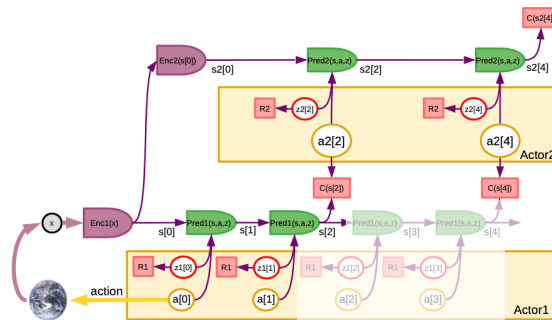 C(s2[4])
Enc2(s[0])
s2[0]
Pred2(s,a,z)
s2[2]
Pred2(s,a,z)
s2[4]
R2
z2[2]
R2
z2[4]
a2[2]
a2[4]
Actor2
C(s[2])
C(s[4])
x
Enc1(x)
s[0]
Pred1(s,a,z)
s[1]
Pred1(s,a,z)
s[2]
Pred1(s,a,z)
s[3]
Pred1(s,a,z)
s[4]
R1
z1[0]
R1
z1[1]
R1
z1[2]
R1
z1[3]
action
a[0]
a[1]
a[2]
a[3]
Actor1